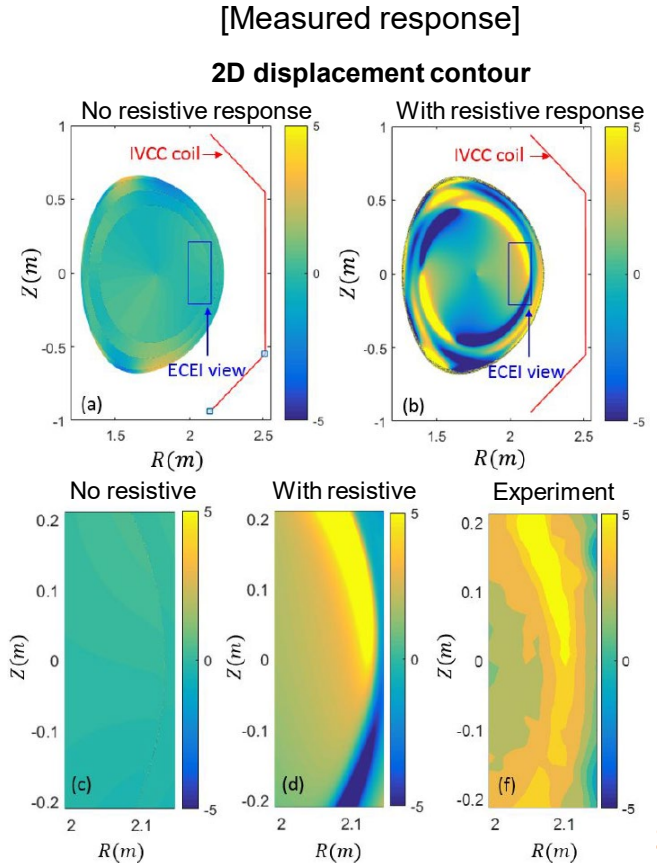 [Measured response]
2D displacement contour
No resistive response
With resistive response
1
0.5
0
-0.5
-1
Z(m)
1.5
2
2.5
R(m)
5
0
-5
IVCC coil
ECEI view
(a)
1
0.5
0
-0.5
-1
Z(m)
1.5
2
2.5
R(m)
5
0
-5
IVCC coil
ECEI view
(b)
No resistive
With resistive
Experiment
0.2
0.1
0
-0.1
-0.2
Z(m)
2
2.1
R(m)
5
0
-5
(c)
0.2
0.1
0
-0.1
-0.2
Z(m)
2
2.1
R(m)
5
0
-5
(d)
0.2
0.1
0
-0.1
-0.2
Z(m)
2
2.1
R(m)
5
0
-5
(f)